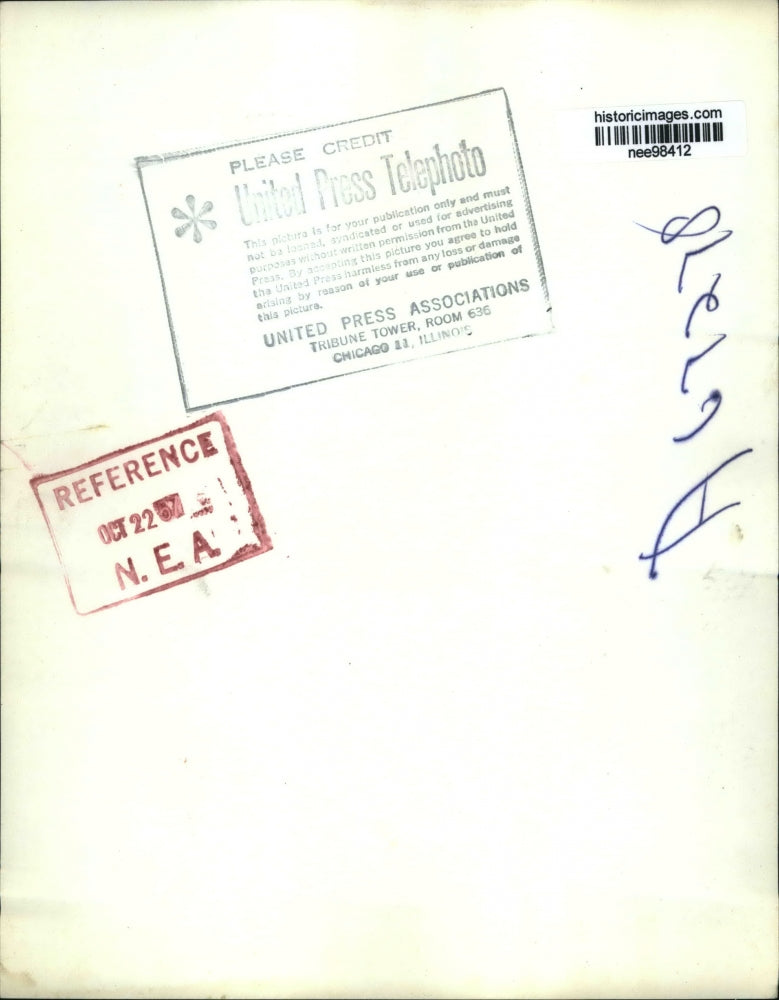 historicimages.com
nee98412
PLEASE CREDIT
United Press Telephoto
This picture is for your publication only and must
not be loaned, syndicated or used for advertising
purposes without written permission from the United
Press. By accepting this picture you agree to hold
the United Press harmless from any loss or damage
arising by reason of your use or publication of
this picture.
UNITED PRESS ASSOCIATIONS
TRIBUNE TOWER, ROOM 636
CHICAGO 11, ILLINOIS
REFERENCE
OCT 22 57
N.E.A.